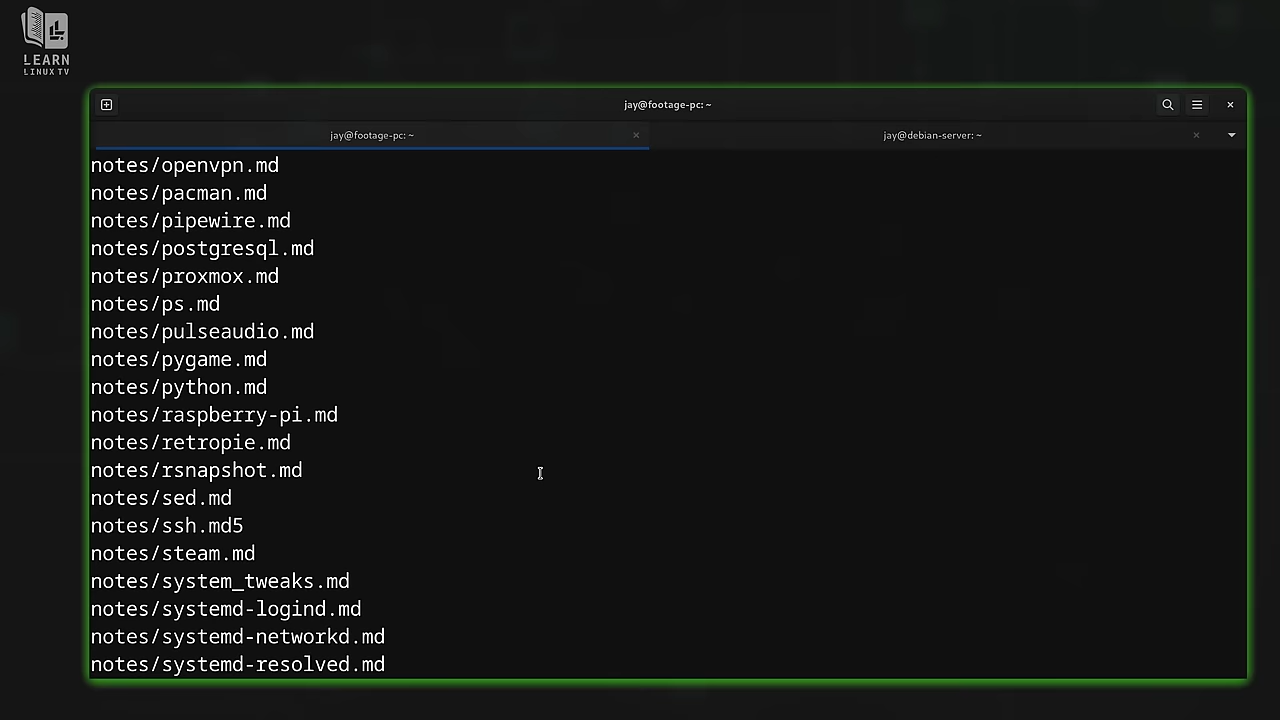 LEARN
LINUX TV
jay@footage-pc: ~
jay@footage-pc: ~
jay@debian-server: ~
notes/openvpn.md
notes/pacman.md
notes/pipewire.md
notes/postgresql.md
notes/proxmox.md
notes/ps.md
notes/pulseaudio.md
notes/pygame.md
notes/python.md
notes/raspberry-pi.md
notes/retropie.md
notes/rsnapshot.md
notes/sed.md
notes/ssh.md5
notes/steam.md
notes/system_tweaks.md
notes/systemd-logind.md
notes/systemd-networkd.md
notes/systemd-resolved.md